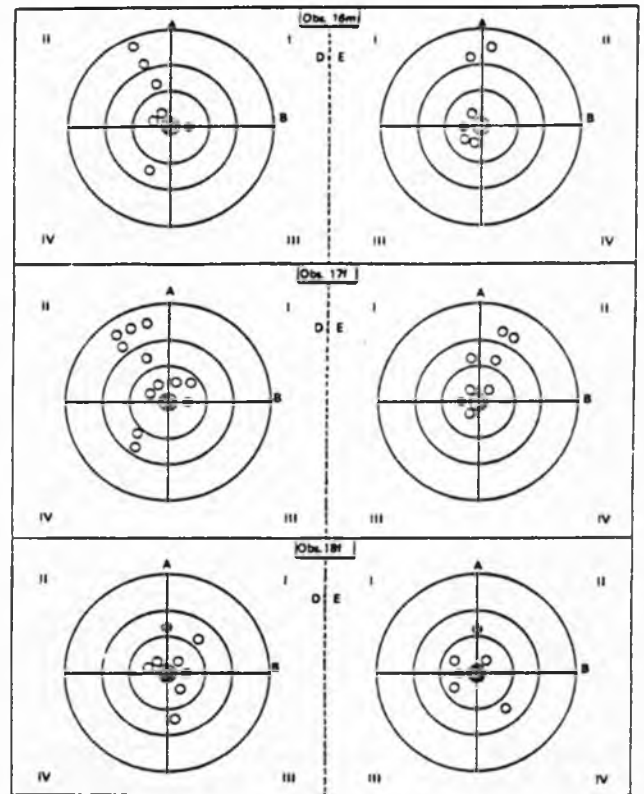 Obs. 16m
A A
II I I II
D E
B B
IV III III IV
Obs. 17f
A A
II I I II
D E
B B
IV III III IV
Obs. 18f
A A
II I I II
D E
B B
IV III III IV